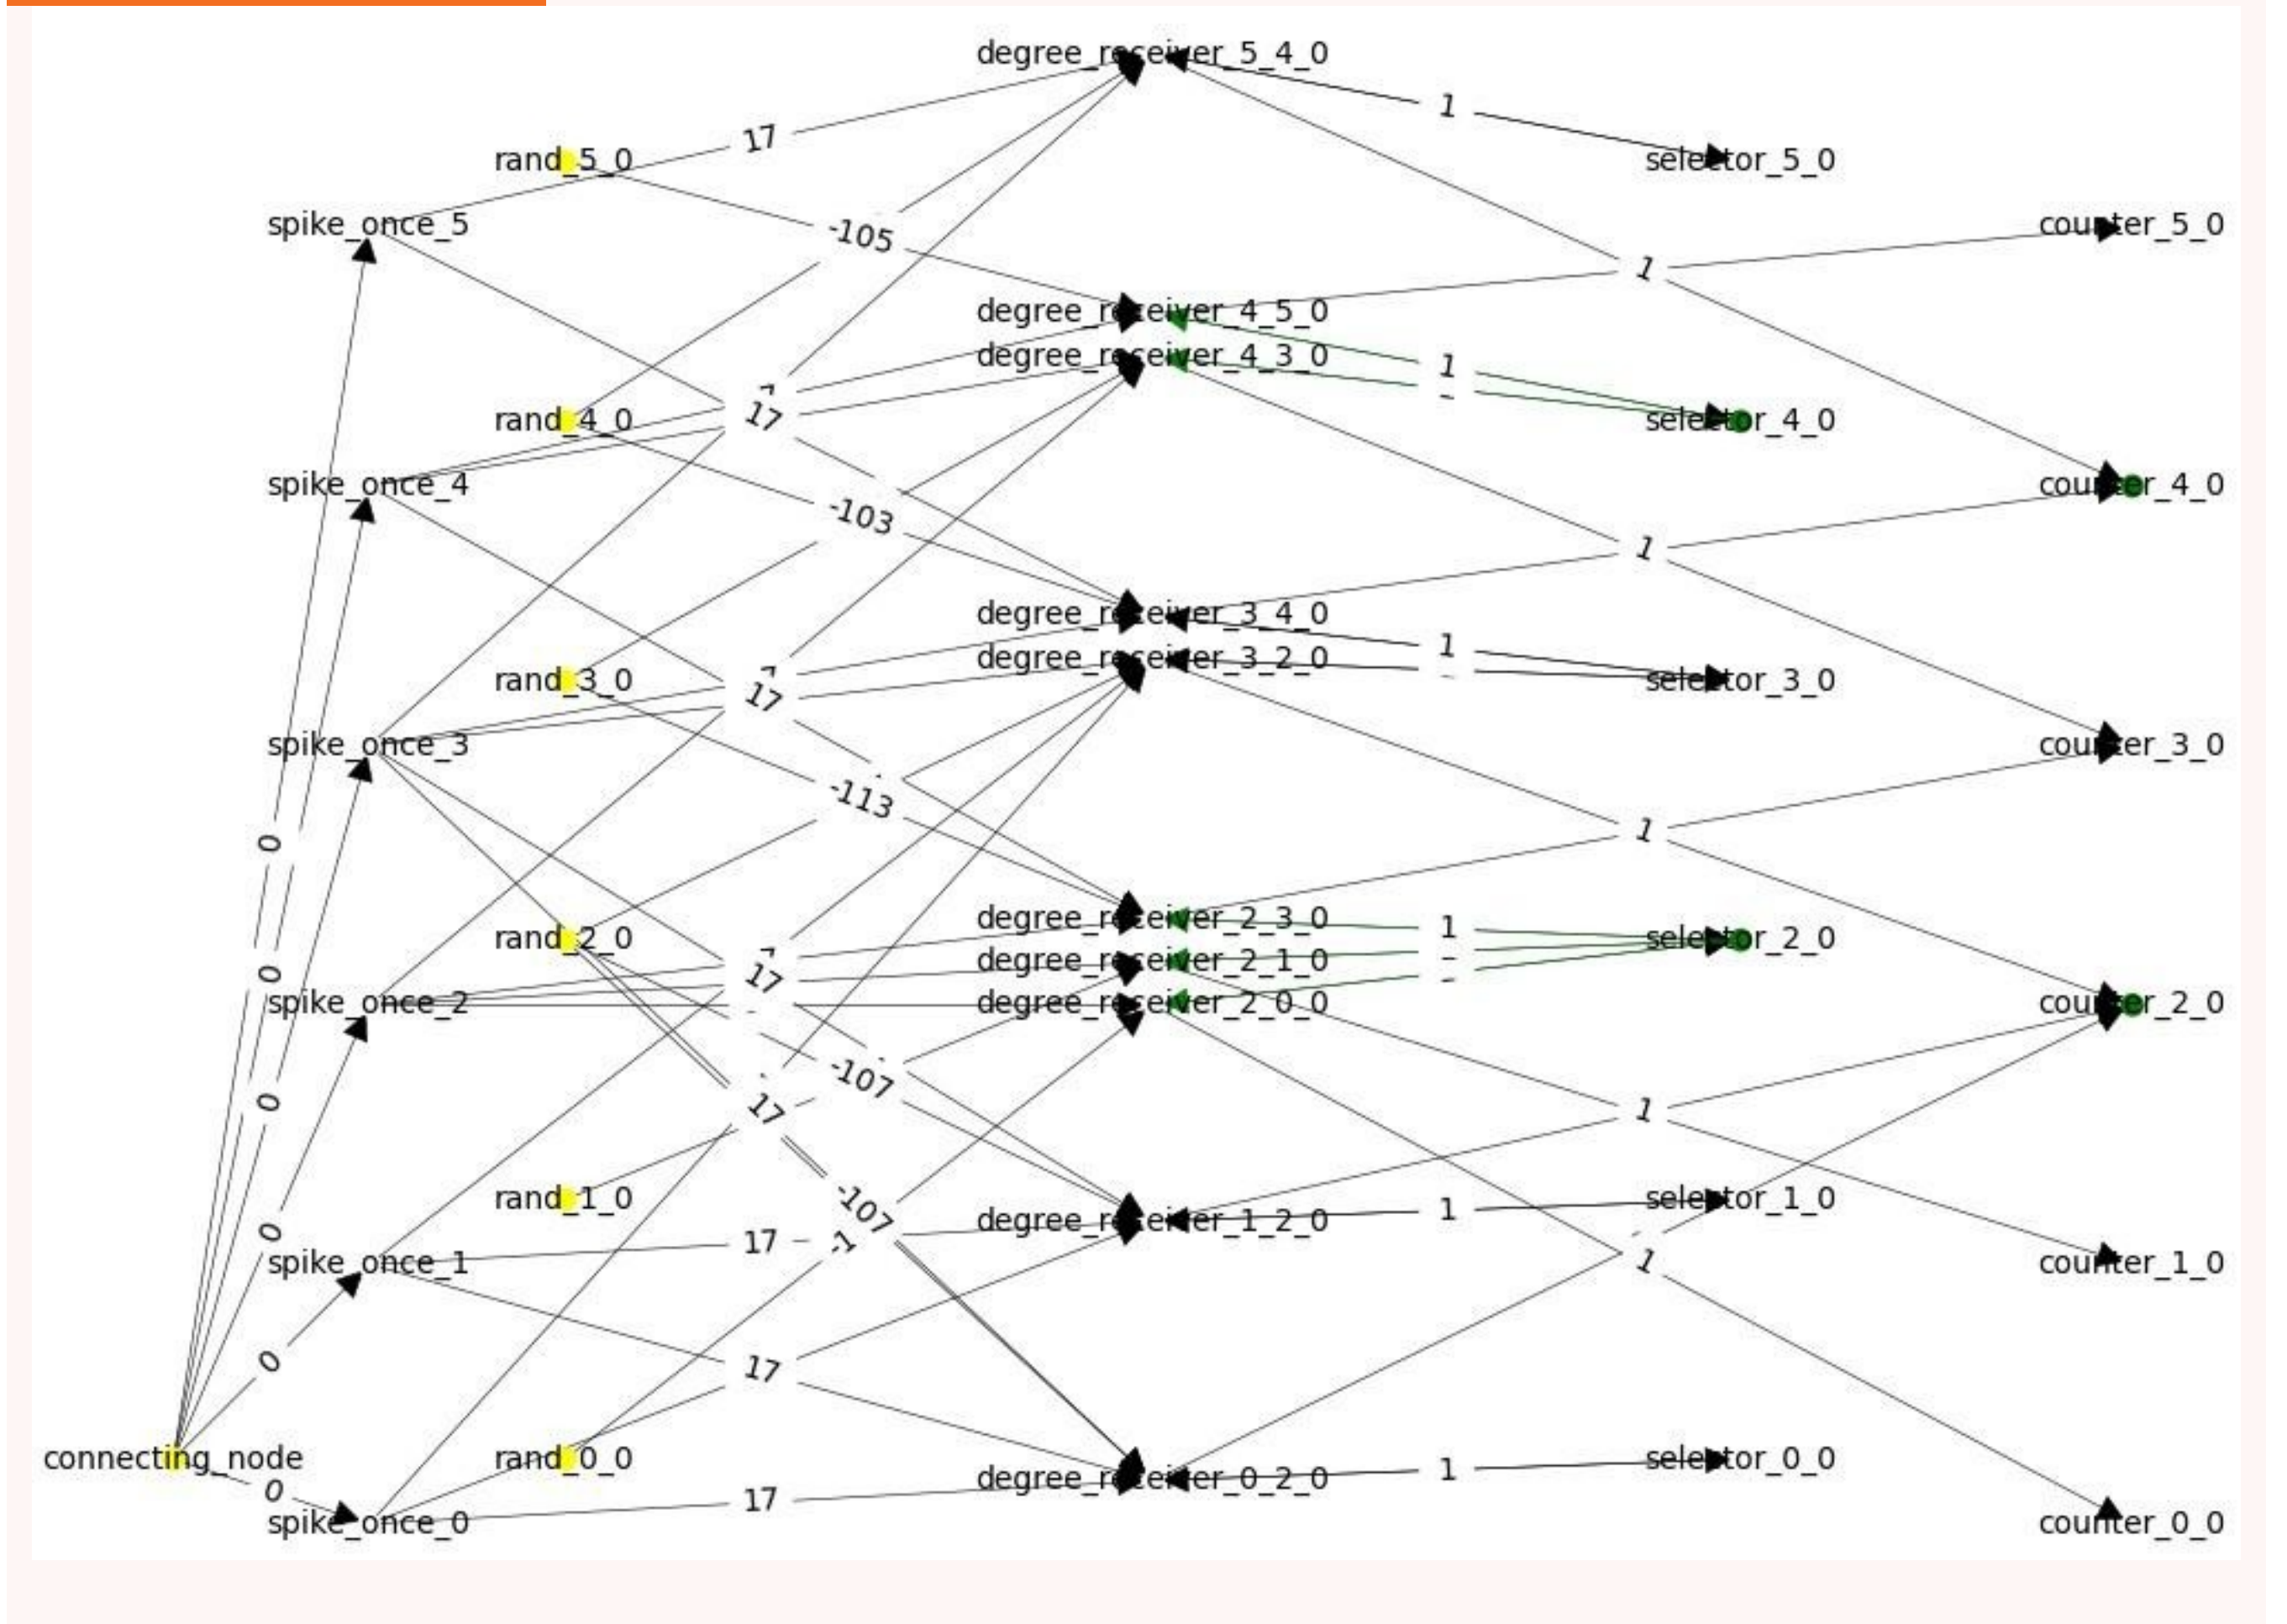 degree_receiver_5_4_0
1
17
rand_5_0
selector_5_0
spike_once_5
counter_5_0
-105
1
degree_receiver_4_5_0
degree_receiver_4_3_0
1
17
rand_4_0
selector_4_0
spike_once_4
counter_4_0
-103
1
degree_receiver_3_4_0
1
degree_receiver_3_2_0
rand_3_0
17
selector_3_0
spike_once_3
counter_3_0
-113
1
0
degree_receiver_2_3_0
1
rand_2_0
selector_2_0
degree_receiver_2_1_0
0
17
spike_once_2
degree_receiver_2_0_0
counter_2_0
-107
0
17
1
rand_1_0
selector_1_0
-107
degree_receiver_1_2_0
1
0
17
-1
spike_once_1
1
counter_1_0
0
17
connecting_node
rand_0_0
selector_0_0
degree_receiver_0_2_0
1
0
17
spike_once_0
counter_0_0